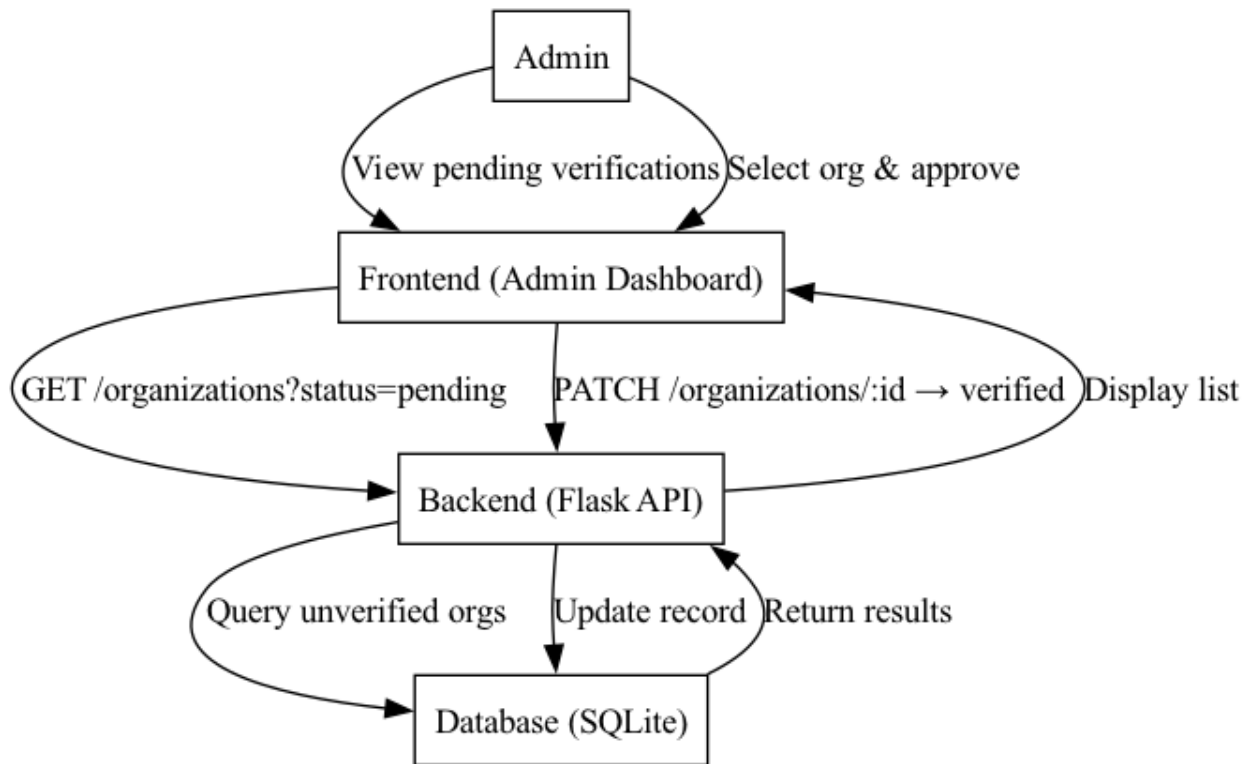 Admin
View pending verifications
Select org & approve
Frontend (Admin Dashboard)
GET /organizations?status=pending
PATCH /organizations/:id → verified
Display list
Backend (Flask API)
Query unverified orgs
Update record
Return results
Database (SQLite)